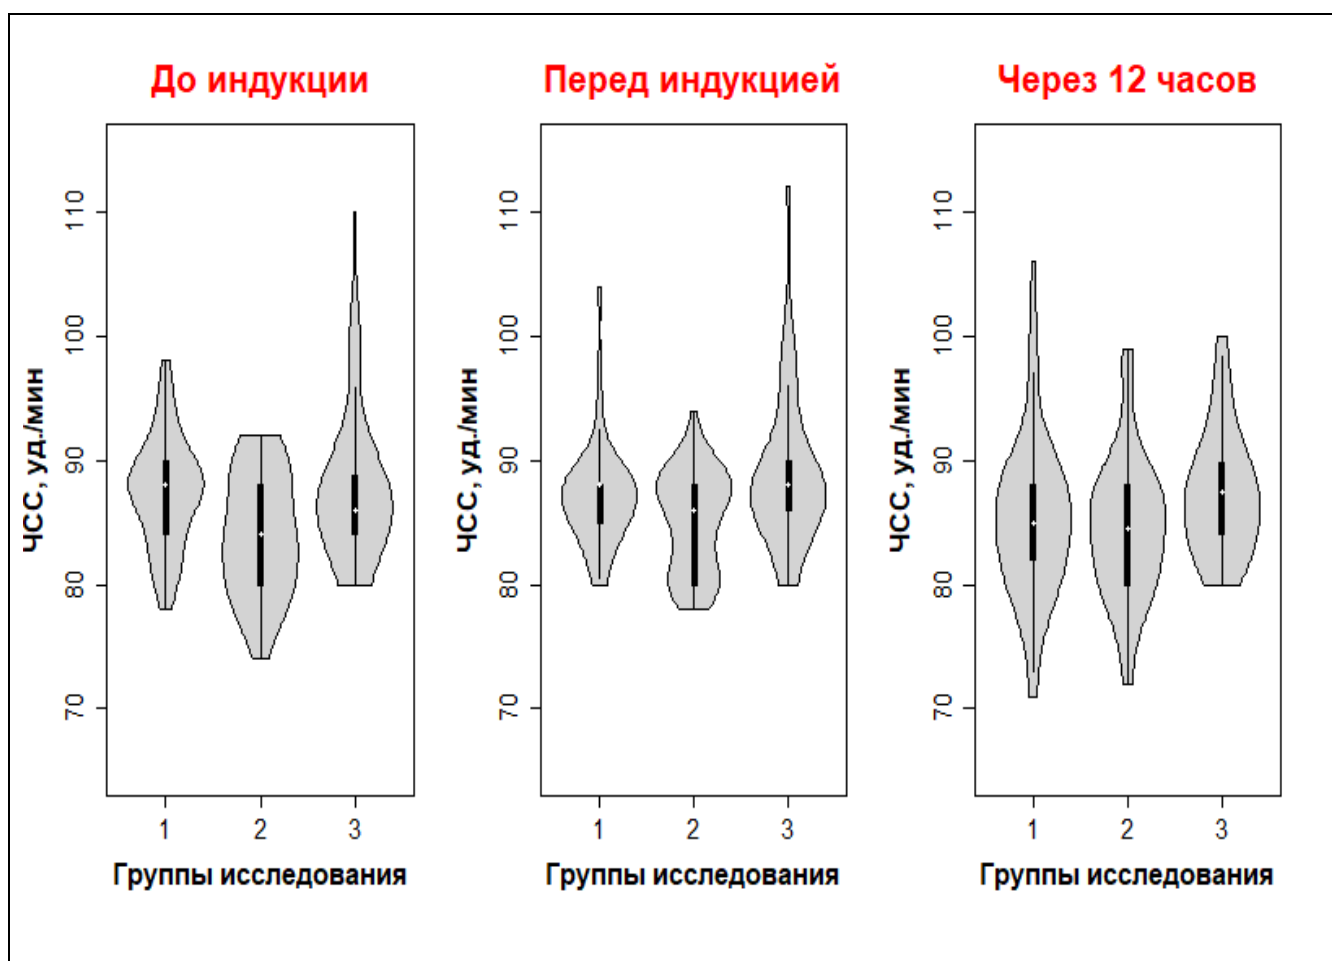 До индукции
Перед индукцией
Через 12 часов
ЧСС, уд./мин
110
100
90
80
70
1 2 3
Группы исследования
ЧСС, уд./мин
110
100
90
80
70
1 2 3
Группы исследования
ЧСС, уд./мин
110
100
90
80
70
1 2 3
Группы исследования